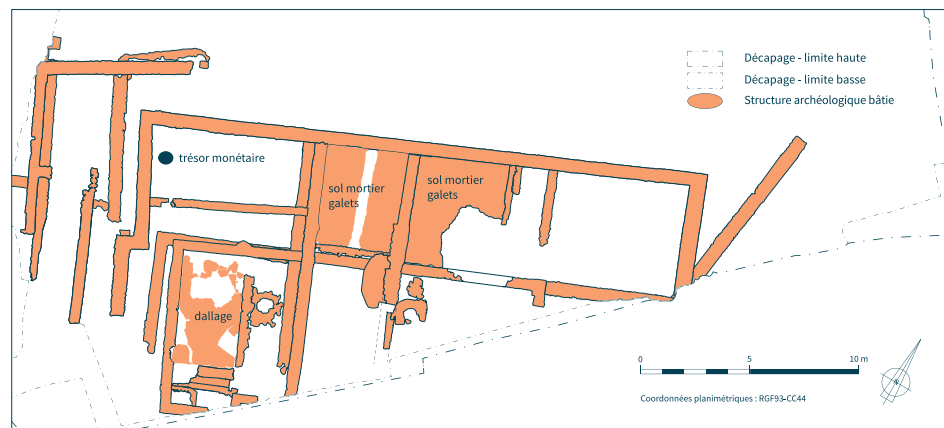 Décapage - limite haute
Décapage - limite basse
Structure archéologique bâtie
trésor monétaire
sol mortier
galets
sol mortier
galets
dallage
0 5 10 m
Coordonnées planimétriques : RGF93-CC44
N